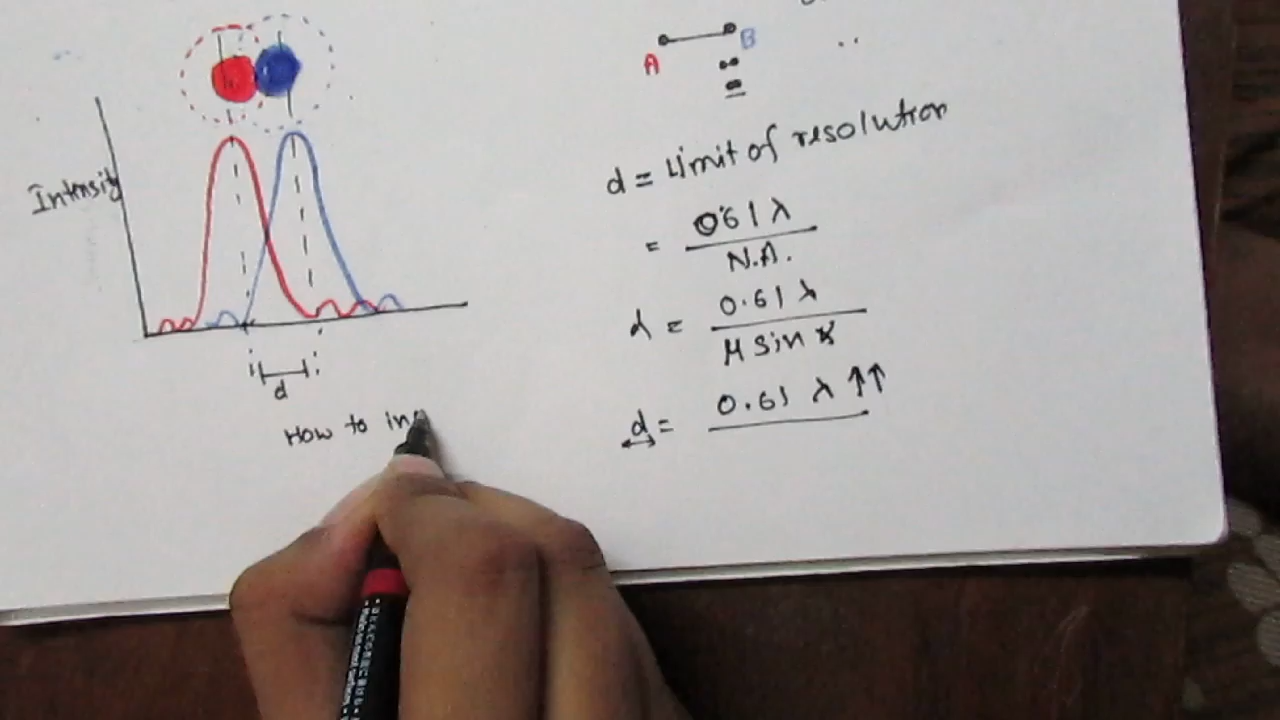 Intensity
d
How to in
A
B
d = Limit of resolution
= 0.61 λ
N.A.
d = 0.61 λ
μ sin α
d = 0.61 λ ↑↑